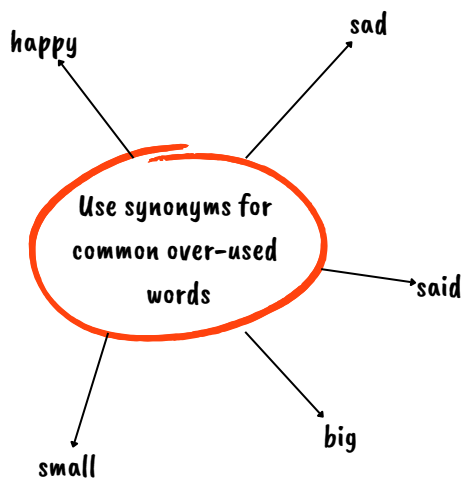 happy
sad
Use synonyms for
common over-used
words
said
big
small